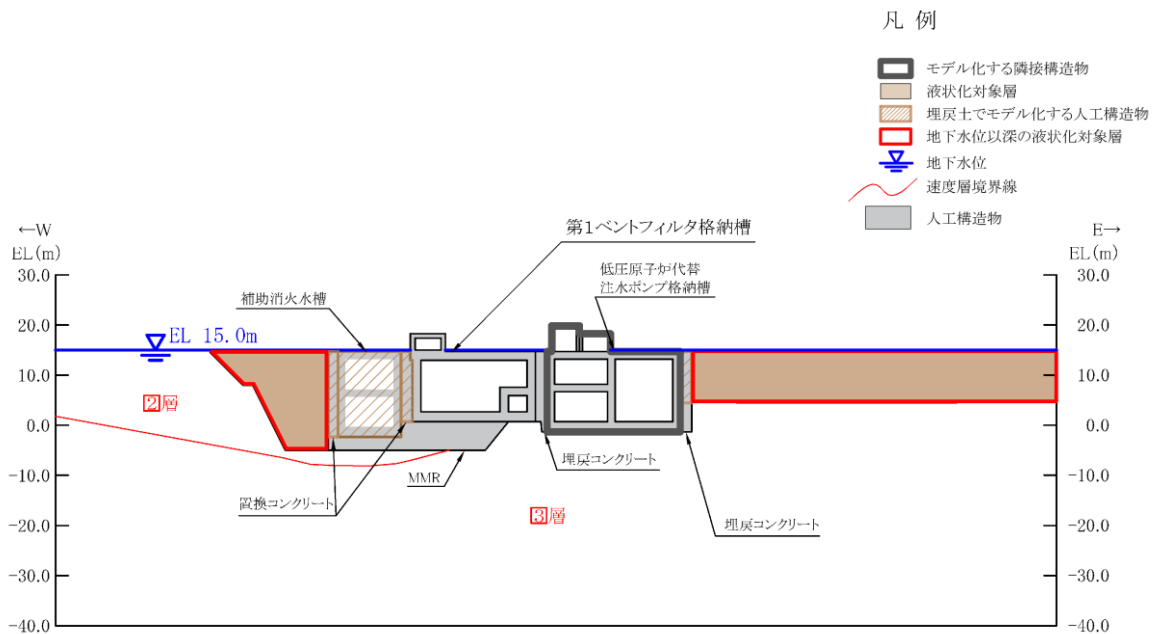 凡 例
モデル化する隣接構造物
液状化対象層
埋戻土でモデル化する人工構造物
地下水位以深の液状化対象層
地下水位
速度層境界線
人工構造物
←W
EL(m)
E→
EL(m)
第1ベントフィルタ格納槽
低圧原子炉代替
注水ポンプ格納槽
補助消火水槽
EL 15.0m
30.0
20.0
10.0
0.0
-10.0
-20.0
-30.0
-40.0
30.0
20.0
10.0
0.0
-10.0
-20.0
-30.0
-40.0
2層
埋戻コンクリート
MMR
置換コンクリート
3層
埋戻コンクリート